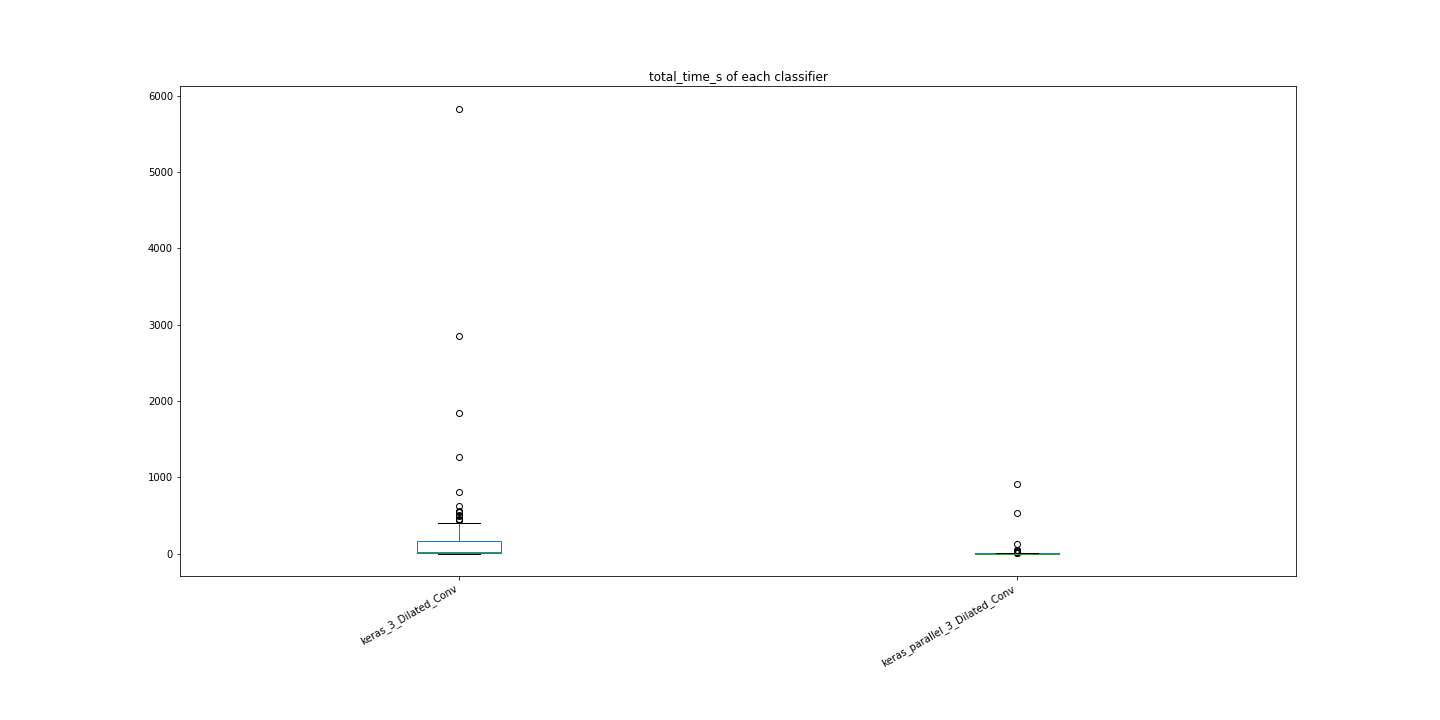 total_time_s of each classifier
6000
5000
4000
3000
2000
1000
0
keras_3_Dilated_Conv
keras_parallel_3_Dilated_Conv